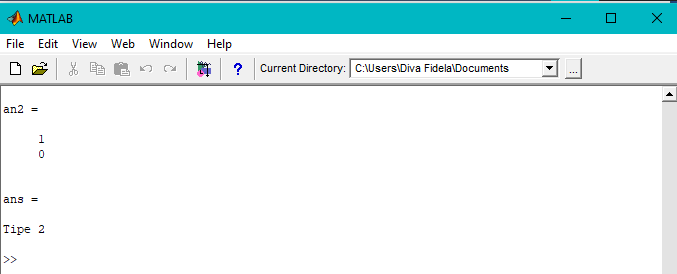 MATLAB
File Edit View Web Window Help
? Current Directory: C:\Users\Diva Fidela\Documents ...
an2 =
1
0
ans =
Tipe 2
>>